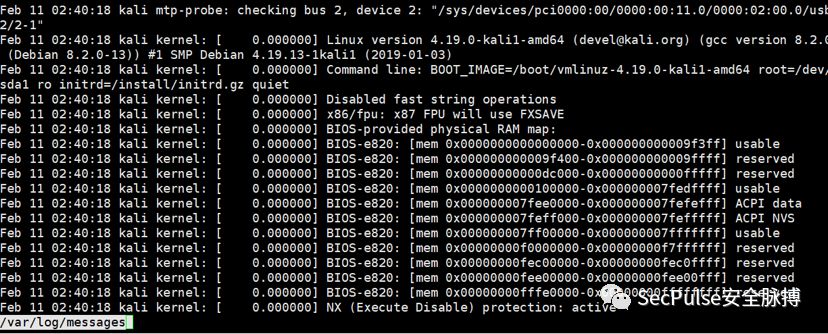 Feb 11 02:40:18 kali mtp-probe: checking bus 2, device 2: "/sys/devices/pci0000:00/0000:00:11.0/0000:02:00.0/usb
2/2-1"
Feb 11 02:40:18 kali kernel: [    0.000000] Linux version 4.19.0-kali1-amd64 (devel@kali.org) (gcc version 8.2.0
 (Debian 8.2.0-13)) #1 SMP Debian 4.19.13-1kali1 (2019-01-03)
Feb 11 02:40:18 kali kernel: [    0.000000] Command line: BOOT_IMAGE=/boot/vmlinuz-4.19.0-kali1-amd64 root=/dev/
sda1 ro initrd=/install/initrd.gz quiet
Feb 11 02:40:18 kali kernel: [    0.000000] Disabled fast string operations
Feb 11 02:40:18 kali kernel: [    0.000000] x86/fpu: x87 FPU will use FXSAVE
Feb 11 02:40:18 kali kernel: [    0.000000] BIOS-provided physical RAM map:
Feb 11 02:40:18 kali kernel: [    0.000000] BIOS-e820: [mem 0x0000000000000000-0x000000000009f3ff] usable
Feb 11 02:40:18 kali kernel: [    0.000000] BIOS-e820: [mem 0x000000000009f400-0x000000000009ffff] reserved
Feb 11 02:40:18 kali kernel: [    0.000000] BIOS-e820: [mem 0x00000000000dc000-0x00000000000fffff] reserved
Feb 11 02:40:18 kali kernel: [    0.000000] BIOS-e820: [mem 0x0000000000100000-0x000000007fedffff] usable
Feb 11 02:40:18 kali kernel: [    0.000000] BIOS-e820: [mem 0x000000007fee0000-0x000000007fefefff] ACPI data
Feb 11 02:40:18 kali kernel: [    0.000000] BIOS-e820: [mem 0x000000007feff000-0x000000007fefffff] ACPI NVS
Feb 11 02:40:18 kali kernel: [    0.000000] BIOS-e820: [mem 0x000000007ff00000-0x000000007fffffff] usable
Feb 11 02:40:18 kali kernel: [    0.000000] BIOS-e820: [mem 0x00000000f0000000-0x00000000f7ffffff] reserved
Feb 11 02:40:18 kali kernel: [    0.000000] BIOS-e820: [mem 0x00000000fec00000-0x00000000fec0ffff] reserved
Feb 11 02:40:18 kali kernel: [    0.000000] BIOS-e820: [mem 0x00000000fee00000-0x00000000fee00fff] reserved
Feb 11 02:40:18 kali kernel: [    0.000000] BIOS-e820: [mem 0x00000000fffe0000-0x00000000ffffffff] reserved
Feb 11 02:40:18 kali kernel: [    0.000000] NX (Execute Disable) protection: active
/var/log/messages
SecPulse安全脉搏